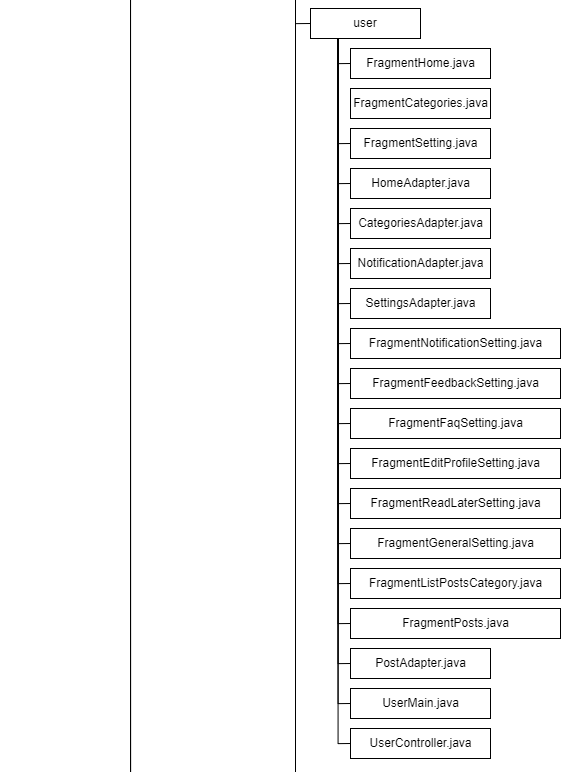 user
FragmentHome.java
FragmentCategories.java
FragmentSetting.java
HomeAdapter.java
CategoriesAdapter.java
NotificationAdapter.java
SettingsAdapter.java
FragmentNotificationSetting.java
FragmentFeedbackSetting.java
FragmentFaqSetting.java
FragmentEditProfileSetting.java
FragmentReadLaterSetting.java
FragmentGeneralSetting.java
FragmentListPostsCategory.java
FragmentPosts.java
PostAdapter.java
UserMain.java
UserController.java